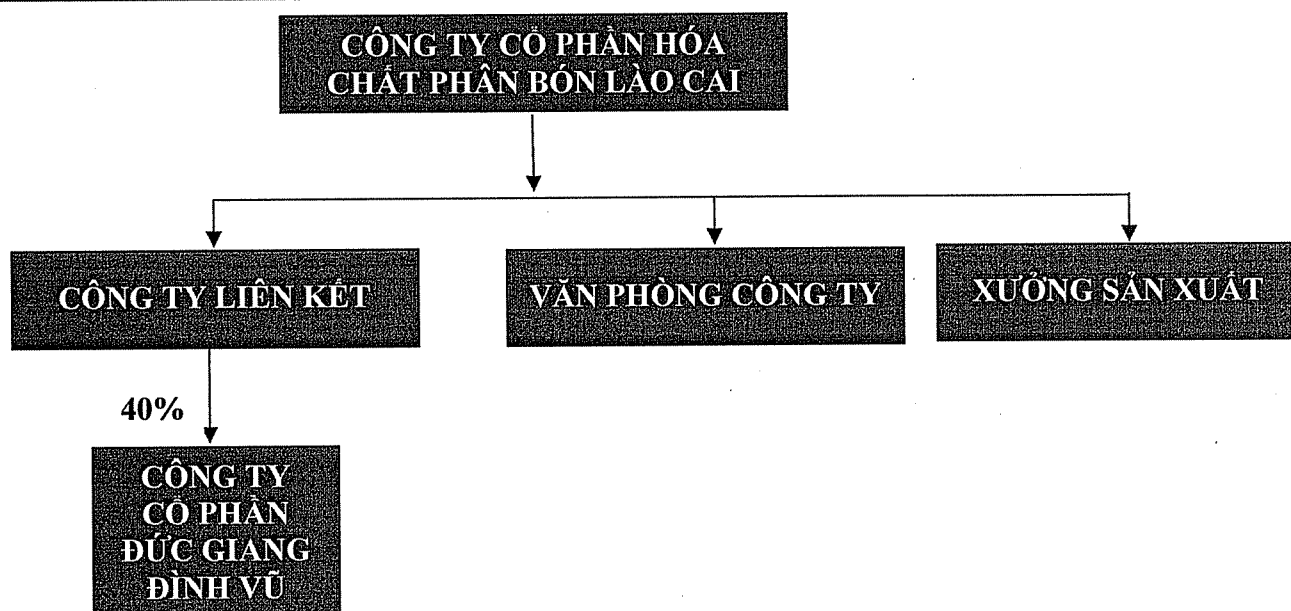 CÔNG TY CỔ PHẦN HÓA
CHẤT PHÂN BÓN LÀO CAI
CÔNG TY LIÊN KẾT
VĂN PHÒNG CÔNG TY
XƯỞNG SẢN XUẤT
40%
CÔNG TY
CỔ PHẦN
ĐỨC GIANG
ĐÌNH VŨ